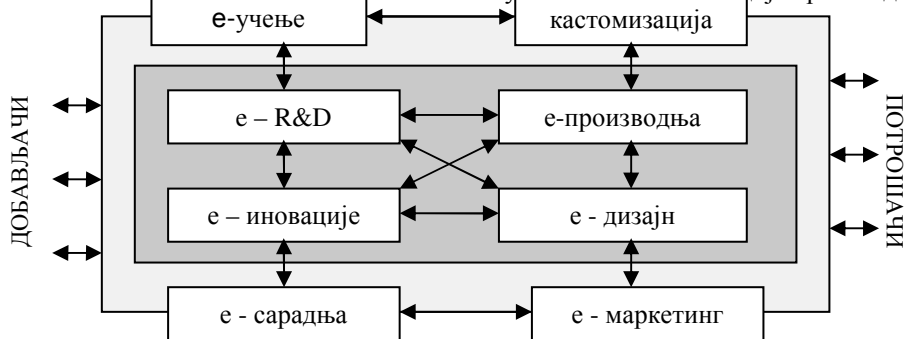 е-учење
кастомизација
е – R&D
е-производња
е – иновације
е - дизајн
е - сарадња
е - маркетинг
ДОБАВЉАЧИ
ПОТРОШАЧИ